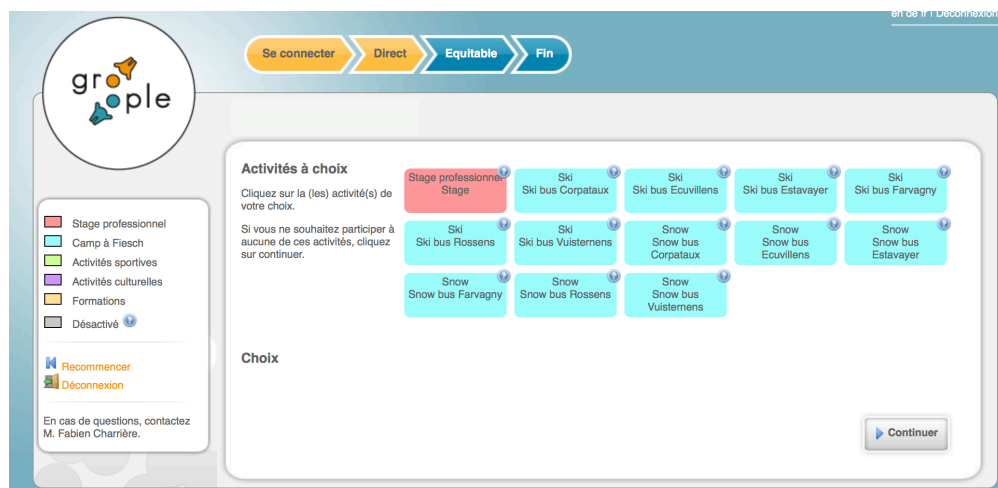 en de fr | Déconnexion
groople
Se connecter
Direct
Equitable
Fin
Stage professionnel
Camp à Fiesch
Activités sportives
Activités culturelles
Formations
Désactivé
Recommencer
Déconnexion
En cas de questions, contactez
M. Fabien Charrière.
Activités à choix
Cliquez sur la (les) activité(s) de
votre choix.
Si vous ne souhaitez participer à
aucune de ces activités, cliquez
sur continuer.
Stage professionnel
Stage
Ski
Ski bus Corpataux
Ski
Ski bus Ecuvillens
Ski
Ski bus Estavayer
Ski
Ski bus Farvagny
Ski
Ski bus Rossens
Ski
Ski bus Vuisternens
Snow
Snow bus
Corpataux
Snow
Snow bus
Ecuvillens
Snow
Snow bus
Estavayer
Snow
Snow bus Farvagny
Snow
Snow bus Rossens
Snow
Snow bus
Vuisternens
Choix
Continuer